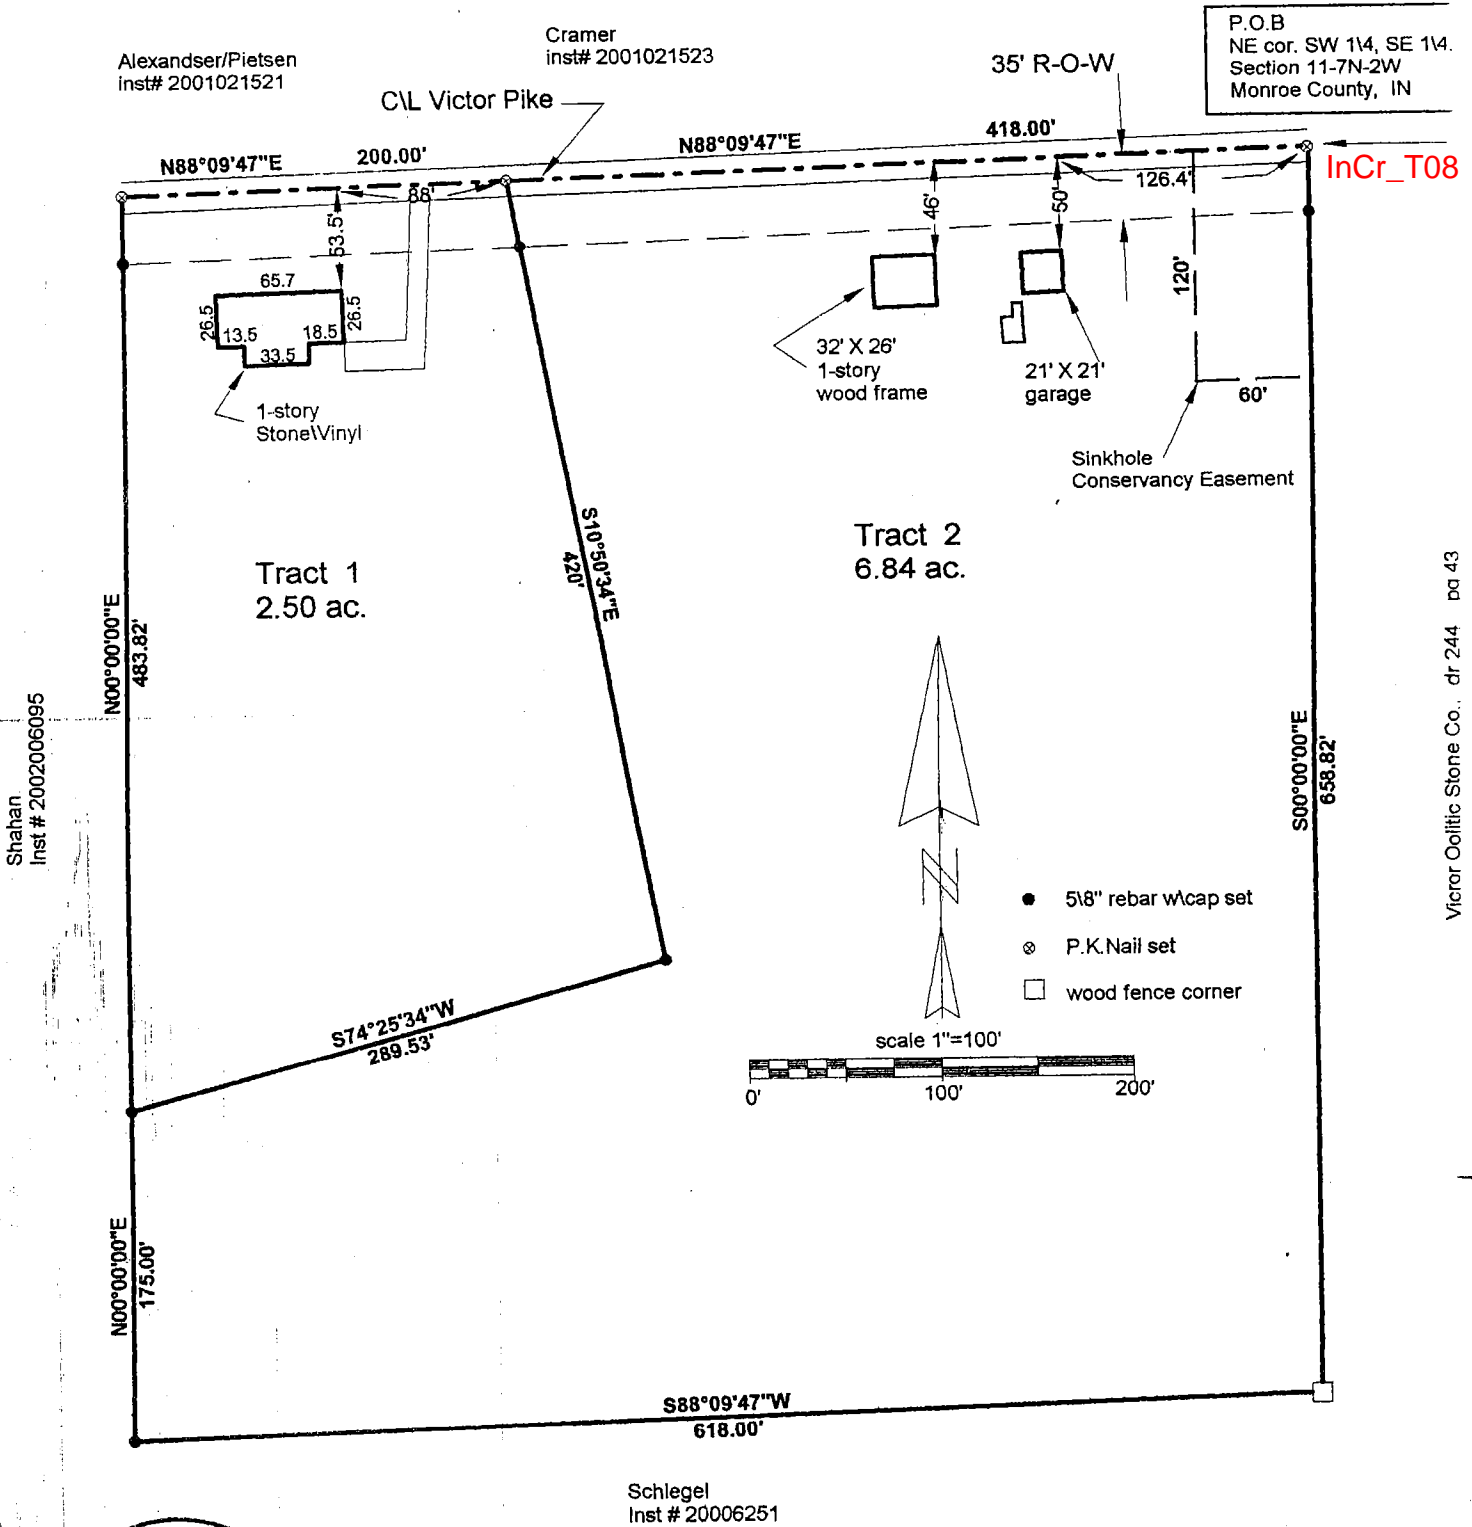 P.O.B
NE cor. SW 1\4, SE 1\4.
Section 11-7N-2W
Monroe County, IN
Cramer
inst# 2001021523
Alexandser/Pietsen
inst# 2001021521
35' R-O-W
C\L Victor Pike
418.00'
N88°09'47"E
200.00'
N88°09'47"E
InCr_T08
126.4'
88'
53.5'
46'
50'
120'
65.7
26.5
26.5
13.5
18.5
33.5
32' X 26'
1-story
wood frame
21' X 21'
garage
60'
1-story
Stone\Vinyl
Sinkhole
Conservancy Easement
S10°50'34"E
420'
Tract 2
6.84 ac.
Tract 1
2.50 ac.
N00°00'00"E
483.82'
Shahan
Inst # 2002006095
S00°00'00"E
658.82'
Vicror Oolitic Stone Co., dr 244 pg 43
N
5\8" rebar w\cap set
P.K.Nail set
wood fence corner
S74°25'34"W
289.53'
scale 1"=100'
0'
100'
200'
N00°00'00"E
175.00'
S88°09'47"W
618.00'
Schlegel
Inst # 20006251